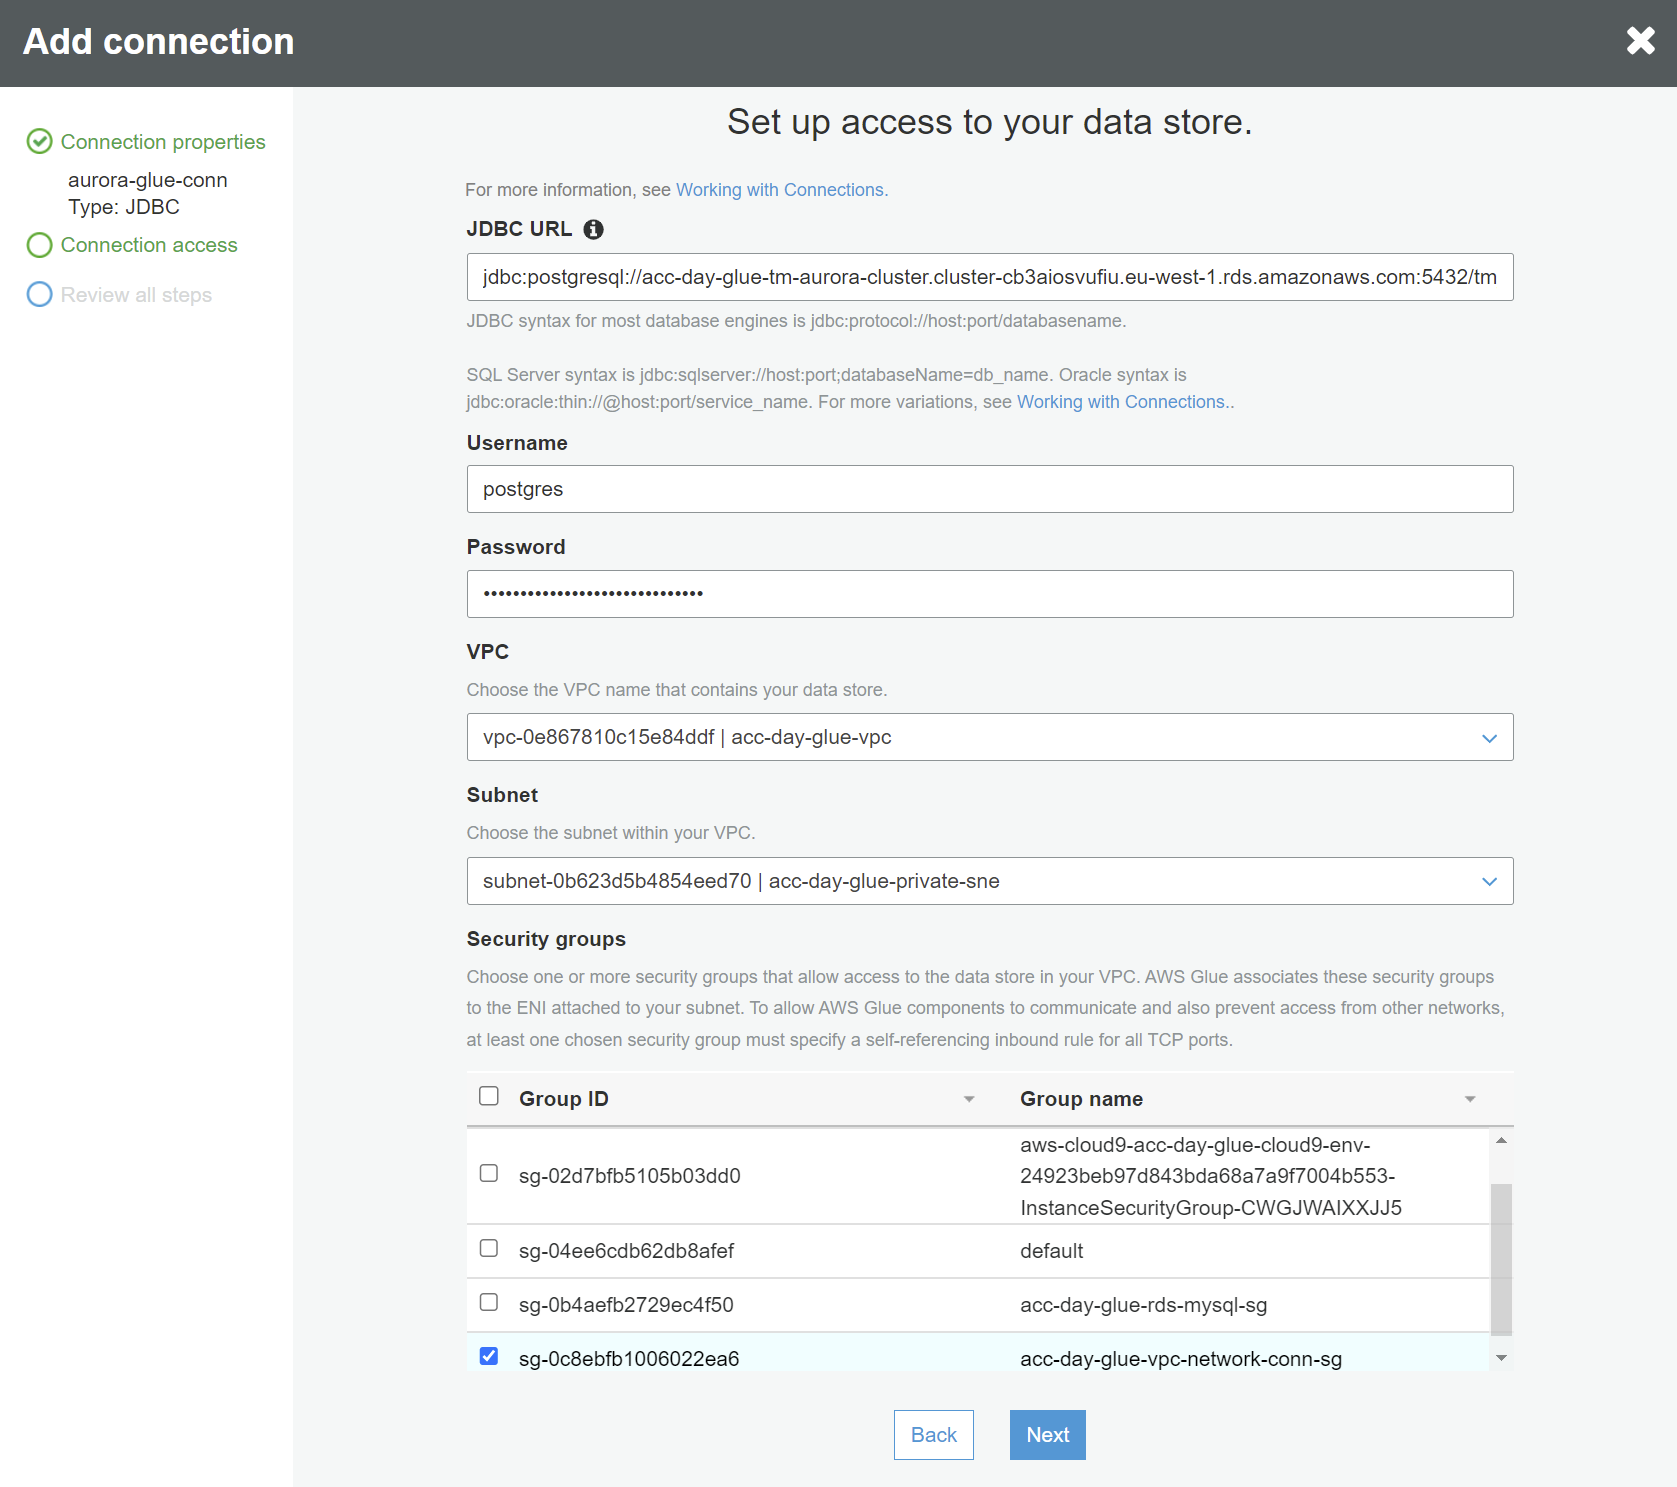 Add connection
Connection properties
aurora-glue-conn
Type: JDBC
Connection access
Review all steps
Set up access to your data store.
For more information, see Working with Connections.
JDBC URL
jdbc:postgresql://acc-day-glue-tm-aurora-cluster.cluster-cb3aiosvufiu.eu-west-1.rds.amazonaws.com:5432/tm
JDBC syntax for most database engines is jdbc:protocol://host:port/databasename.
SQL Server syntax is jdbc:sqlserver://host:port;databaseName=db_name. Oracle syntax is
jdbc:oracle:thin://@host:port/service_name. For more variations, see Working with Connections..
Username
postgres
Password
••••••••••••••••••••••••••••••
VPC
Choose the VPC name that contains your data store.
vpc-0e867810c15e84ddf | acc-day-glue-vpc
Subnet
Choose the subnet within your VPC.
subnet-0b623d5b4854eed70 | acc-day-glue-private-sne
Security groups
Choose one or more security groups that allow access to the data store in your VPC. AWS Glue associates these security groups
to the ENI attached to your subnet. To allow AWS Glue components to communicate and also prevent access from other networks,
at least one chosen security group must specify a self-referencing inbound rule for all TCP ports.
Group ID Group name
sg-02d7bfb5105b03dd0
aws-cloud9-acc-day-glue-cloud9-env-
24923beb97d843bda68a7a9f7004b553-
InstanceSecurityGroup-CWGJWAIXXJJ5
sg-04ee6cdb62db8afef default
sg-0b4aefb2729ec4f50 acc-day-glue-rds-mysql-sg
sg-0c8ebfb1006022ea6 acc-day-glue-vpc-network-conn-sg
Back Next